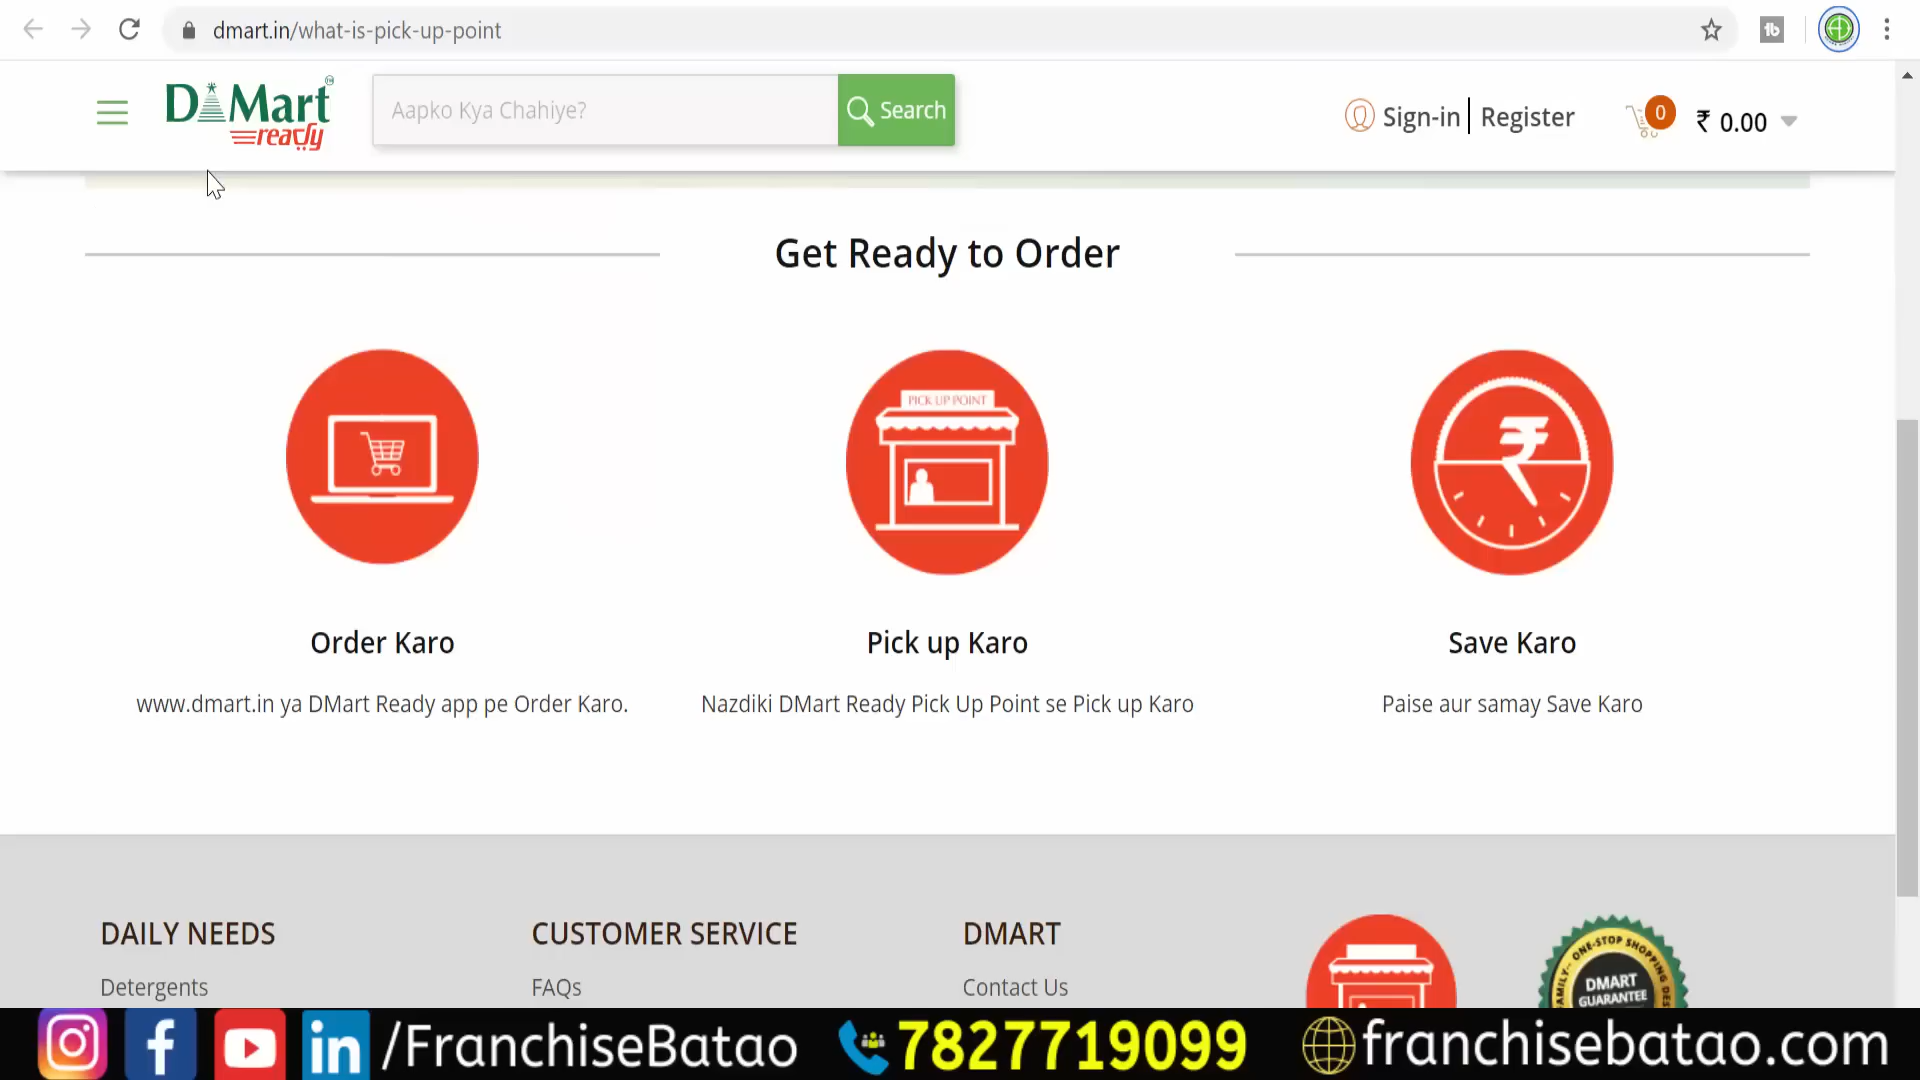 dmart.in/what-is-pick-up-point
DMart
ready
Aapko Kya Chahiye?
Search
Sign-in | Register
0
₹ 0.00
Get Ready to Order
PICK UP POINT
Order Karo
Pick up Karo
Save Karo
www.dmart.in ya DMart Ready app pe Order Karo.
Nazdiki DMart Ready Pick Up Point se Pick up Karo
Paise aur samay Save Karo
DAILY NEEDS
CUSTOMER SERVICE
DMART
Detergents
FAQs
Contact Us
ONE-STOP SHOPPING
DMART
GUARANTEE
/FranchiseBatao
7827719099
franchisebatao.com